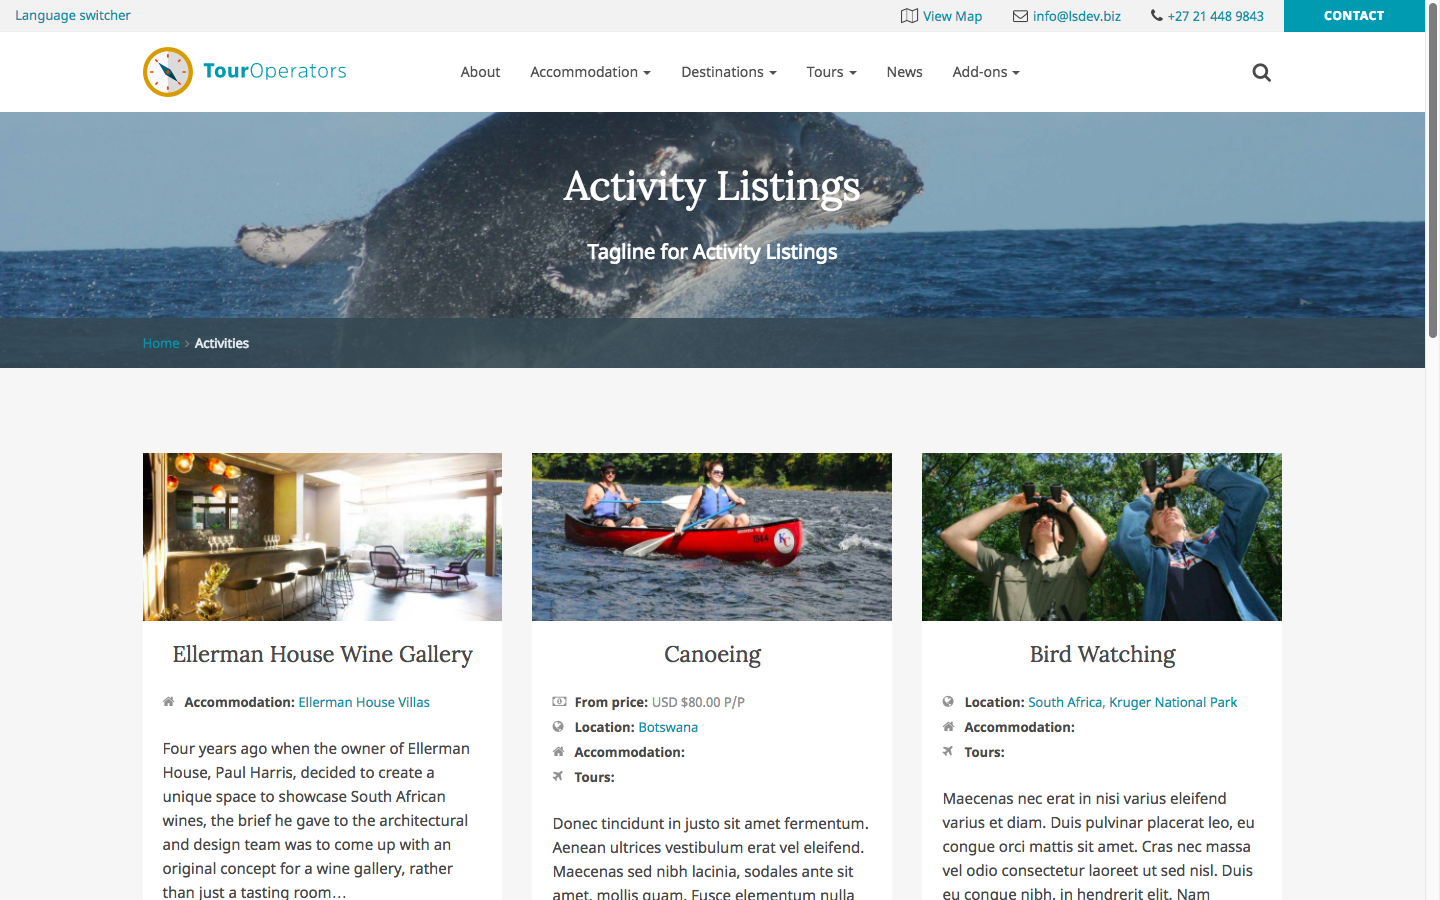 Language switcher
View Map
info@lsdev.biz
+27 21 448 9843
CONTACT
TourOperators
About
Accommodation
Destinations
Tours
News
Add-ons
Activity Listings
Tagline for Activity Listings
Home > Activities
1944
KC
Ellerman House Wine Gallery
Accommodation: Ellerman House Villas
Four years ago when the owner of Ellerman
House, Paul Harris, decided to create a
unique space to showcase South African
wines, the brief he gave to the architectural
and design team was to come up with an
original concept for a wine gallery, rather
than just a tasting room…
Canoeing
From price: USD $80.00 P/P
Location: Botswana
Accommodation:
Tours:
Donec tincidunt in justo sit amet fermentum.
Aenean ultrices vestibulum erat vel eleifend.
Maecenas sed nibh lacinia, sodales ante sit
amet, mollis quam. Fusce elementum nulla
Bird Watching
Location: South Africa, Kruger National Park
Accommodation:
Tours:
Maecenas nec erat in nisi varius eleifend
varius et diam. Duis pulvinar placerat leo, eu
congue orci mattis sit amet. Cras nec massa
vel odio consectetur laoreet ut sed nisl. Duis
eu congue nibh, in hendrerit elit. Nam